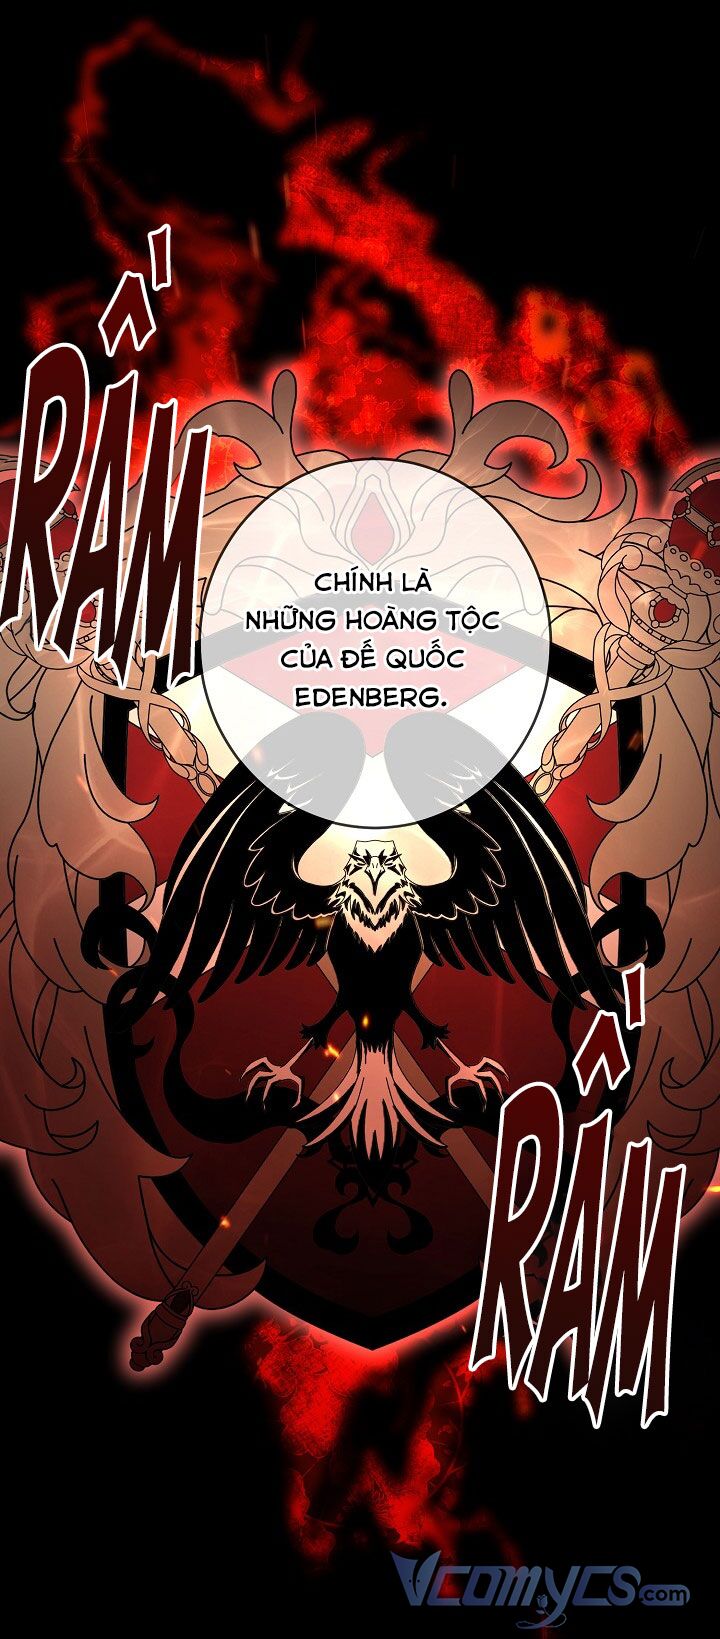 RẦM
CHÍNH LÀ
NHỮNG HOÀNG TỘC
CỦA ĐẾ QUỐC
EDENBERG.
RẦM
VCOMYCS.com